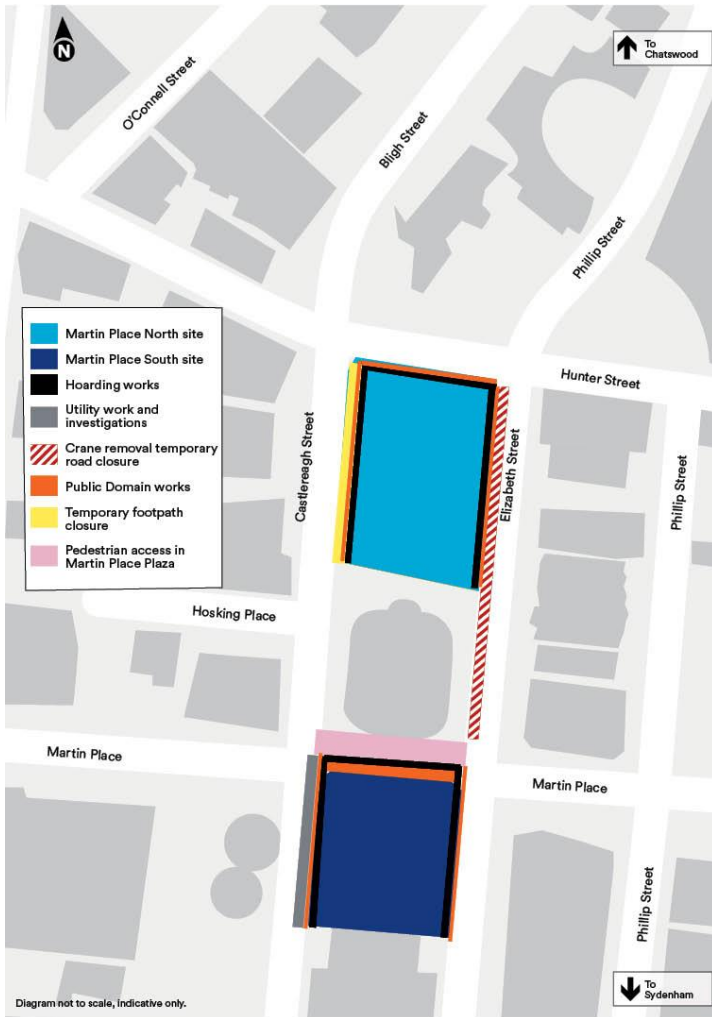 N
To
Chatswood
O'Connell Street
Bligh Street
Phillip Street
Martin Place North site
Martin Place South site
Hoarding works
Utility work and
investigations
Crane removal temporary
road closure
Public Domain works
Temporary footpath
closure
Pedestrian access in
Martin Place Plaza
Hunter Street
Castlereagh Street
Elizabeth Street
Phillip Street
Hosking Place
Martin Place
Martin Place
Phillip Street
To
Sydenham
Diagram not to scale, indicative only.